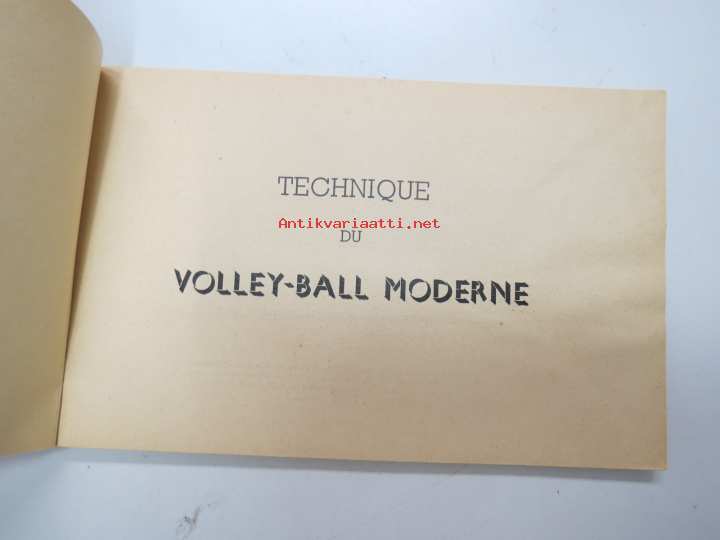 TECHNIQUE
Antikvariaatti.net
DU
VOLLEY-BALL MODERNE